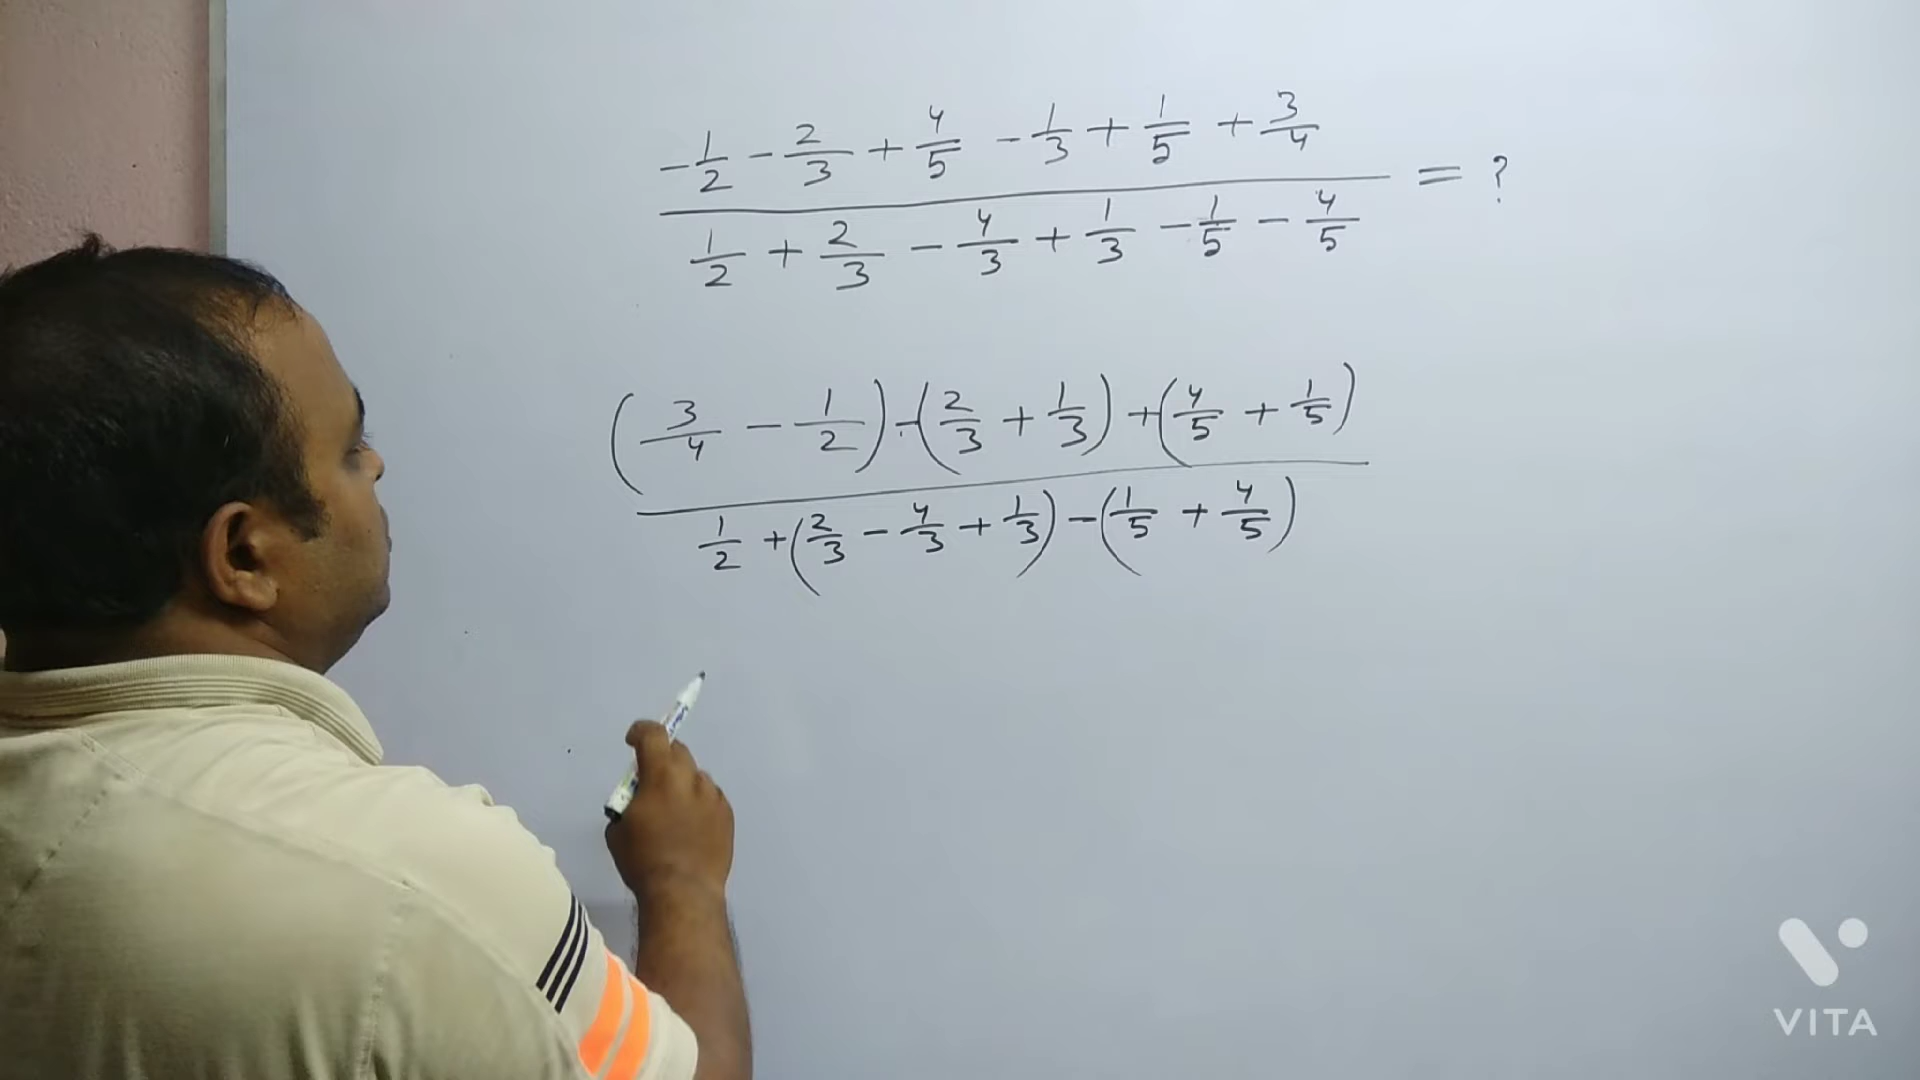 -1/2 - 2/3 + 4/5 - 1/3 + 1/5 + 3/4
1/2 + 2/3 - 4/3 + 1/3 - 1/5 - 4/5
= ?
(3/4 - 1/2) - (2/3 + 1/3) + (4/5 + 1/5)
1/2 + (2/3 - 4/3 + 1/3) - (1/5 + 4/5)
VITA